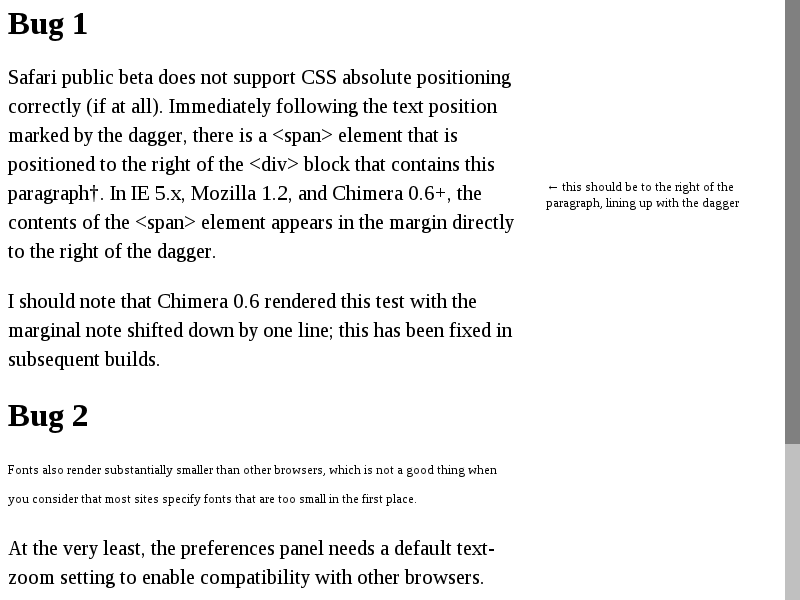 Bug 1
Safari public beta does not support CSS absolute positioning
correctly (if at all). Immediately following the text position
marked by the dagger, there is a <span> element that is
positioned to the right of the <div> block that contains this
paragraph†. In IE 5.x, Mozilla 1.2, and Chimera 0.6+, the
contents of the <span> element appears in the margin directly
to the right of the dagger.
← this should be to the right of the
paragraph, lining up with the dagger
I should note that Chimera 0.6 rendered this test with the
marginal note shifted down by one line; this has been fixed in
subsequent builds.
Bug 2
Fonts also render substantially smaller than other browsers, which is not a good thing when
you consider that most sites specify fonts that are too small in the first place.
At the very least, the preferences panel needs a default text-
zoom setting to enable compatibility with other browsers.